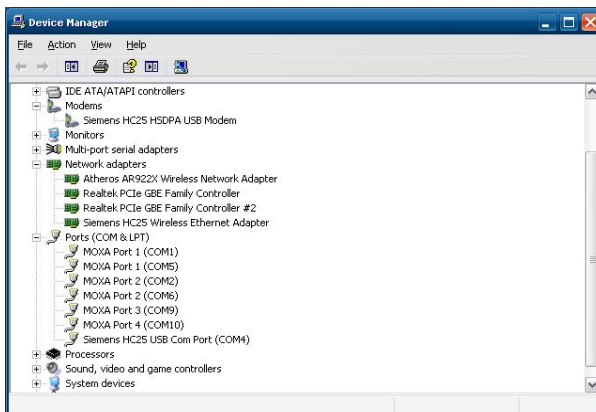 Device Manager
File Action View Help
IDE ATA/ATAPI controllers
Modems
Siemens HC25 HSDPA USB Modem
Monitors
Multi-port serial adapters
Network adapters
Atheros AR922X Wireless Network Adapter
Realtek PCIe GBE Family Controller
Realtek PCIe GBE Family Controller #2
Siemens HC25 Wireless Ethernet Adapter
Ports (COM & LPT)
MOXA Port 1 (COM1)
MOXA Port 1 (COM5)
MOXA Port 2 (COM2)
MOXA Port 2 (COM6)
MOXA Port 3 (COM9)
MOXA Port 4 (COM10)
Siemens HC25 USB Com Port (COM4)
Processors
Sound, video and game controllers
System devices